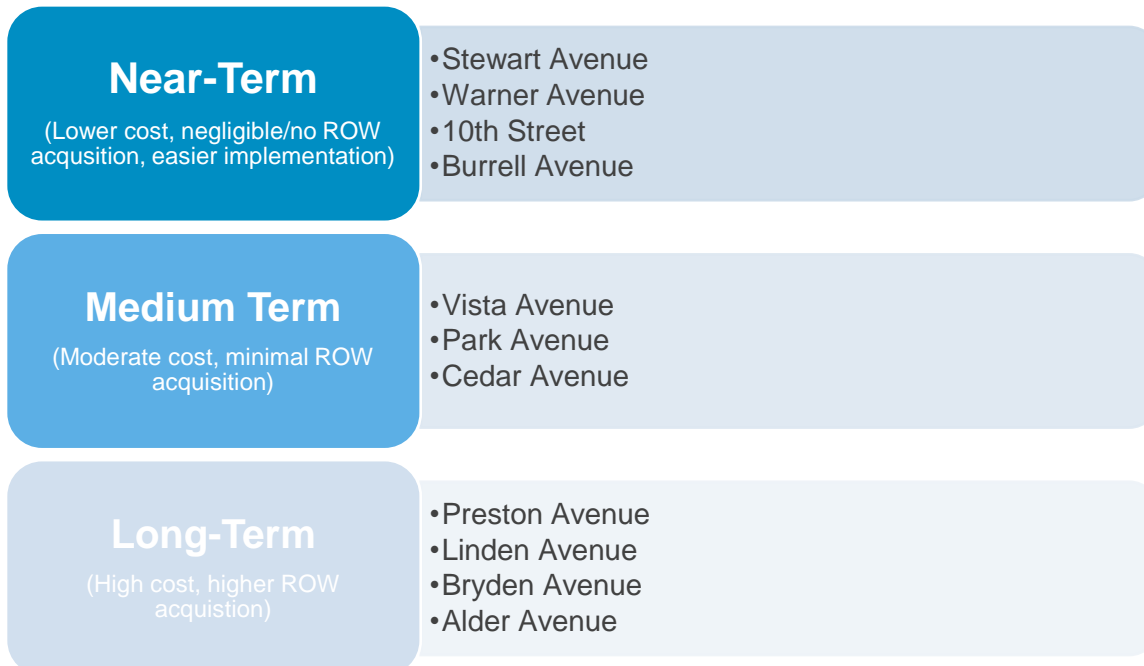 Near-Term
(Lower cost, negligible/no ROW
acqusition, easier implementation)
•Stewart Avenue
•Warner Avenue
•10th Street
•Burrell Avenue
Medium Term
(Moderate cost, minimal ROW
acquisition)
•Vista Avenue
•Park Avenue
•Cedar Avenue
Long-Term
(High cost, higher ROW
acquistion)
•Preston Avenue
•Linden Avenue
•Bryden Avenue
•Alder Avenue